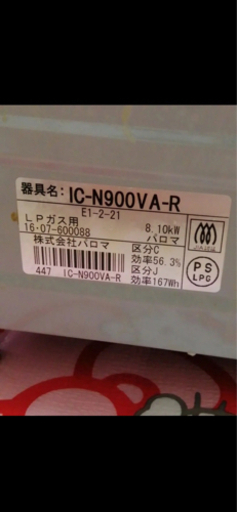 器具名: IC-N900VA-R
E1-2-21
LPガス用 8.10kW
16.07-600088 パロマ
株式会社パロマ 区分C
効率56.3%
447 IC-N900VA-R 区分J
効率167Wh
PS
LPG